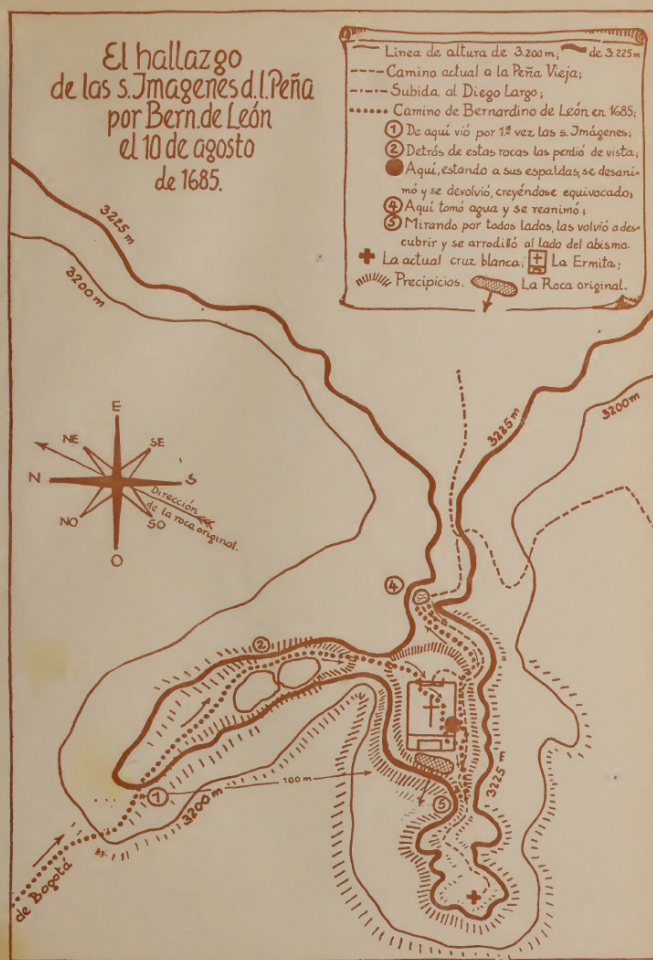 El hallazgo
de las s. Imagenes d. l. Peña
por Bern. de León
el 10 de agosto
de 1685.
Linea de altura de 3.200 m; de 3.225 m
Camino actual a la Peña Vieja;
Subida al Diego Largo;
Camino de Bernardino de León en 1685;
1 De aquí vió por 1.ª vez las s. Imágenes;
2 Detrás de estas rocas las perdió de vista;
Aquí, estando a sus espaldas, se desani-
mó y se devolvió, creyéndose equivocado;
4 Aquí tomó agua y se reanimó;
5 Mirando por todos lados, las volvió a des-
cubrir y se arrodilló al lado del abismo.
La actual cruz blanca; La Ermita;
Precipicios. La Roca original.
3225 m
3200 m
3225 m
3200 m
E
NE
SE
N
S
NO
SO
O
Dirección
de la roca original.
4
2
1
100 m
3200 m
5
3225 m
de Bogotá